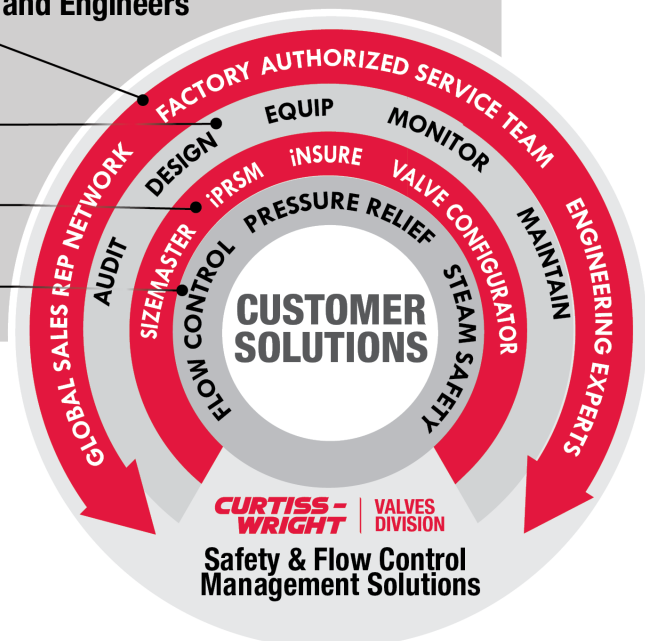 and Engineers
GLOBAL SALES REP NETWORK
FACTORY AUTHORIZED SERVICE TEAM
ENGINEERING EXPERTS
AUDIT
DESIGN
EQUIP
MONITOR
MAINTAIN
SIZEMASTER
iPRSM
iNSURE
VALVE CONFIGURATOR
FLOW CONTROL
PRESSURE RELIEF
STEAM SAFETY
CUSTOMER
SOLUTIONS
CURTISS-
WRIGHT
VALVES
DIVISION
Safety & Flow Control
Management Solutions